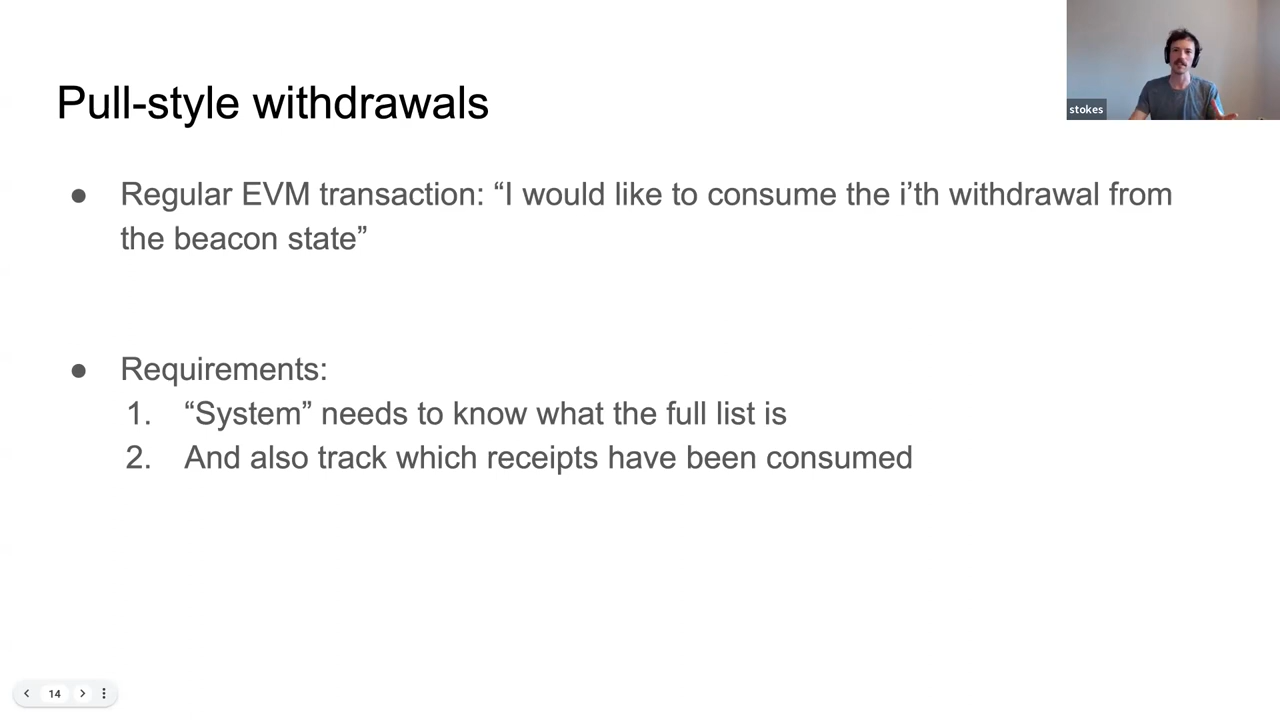 Pull-style withdrawals
stokes
● Regular EVM transaction: “I would like to consume the i’th withdrawal from
the beacon state”
● Requirements:
1. “System” needs to know what the full list is
2. And also track which receipts have been consumed
14